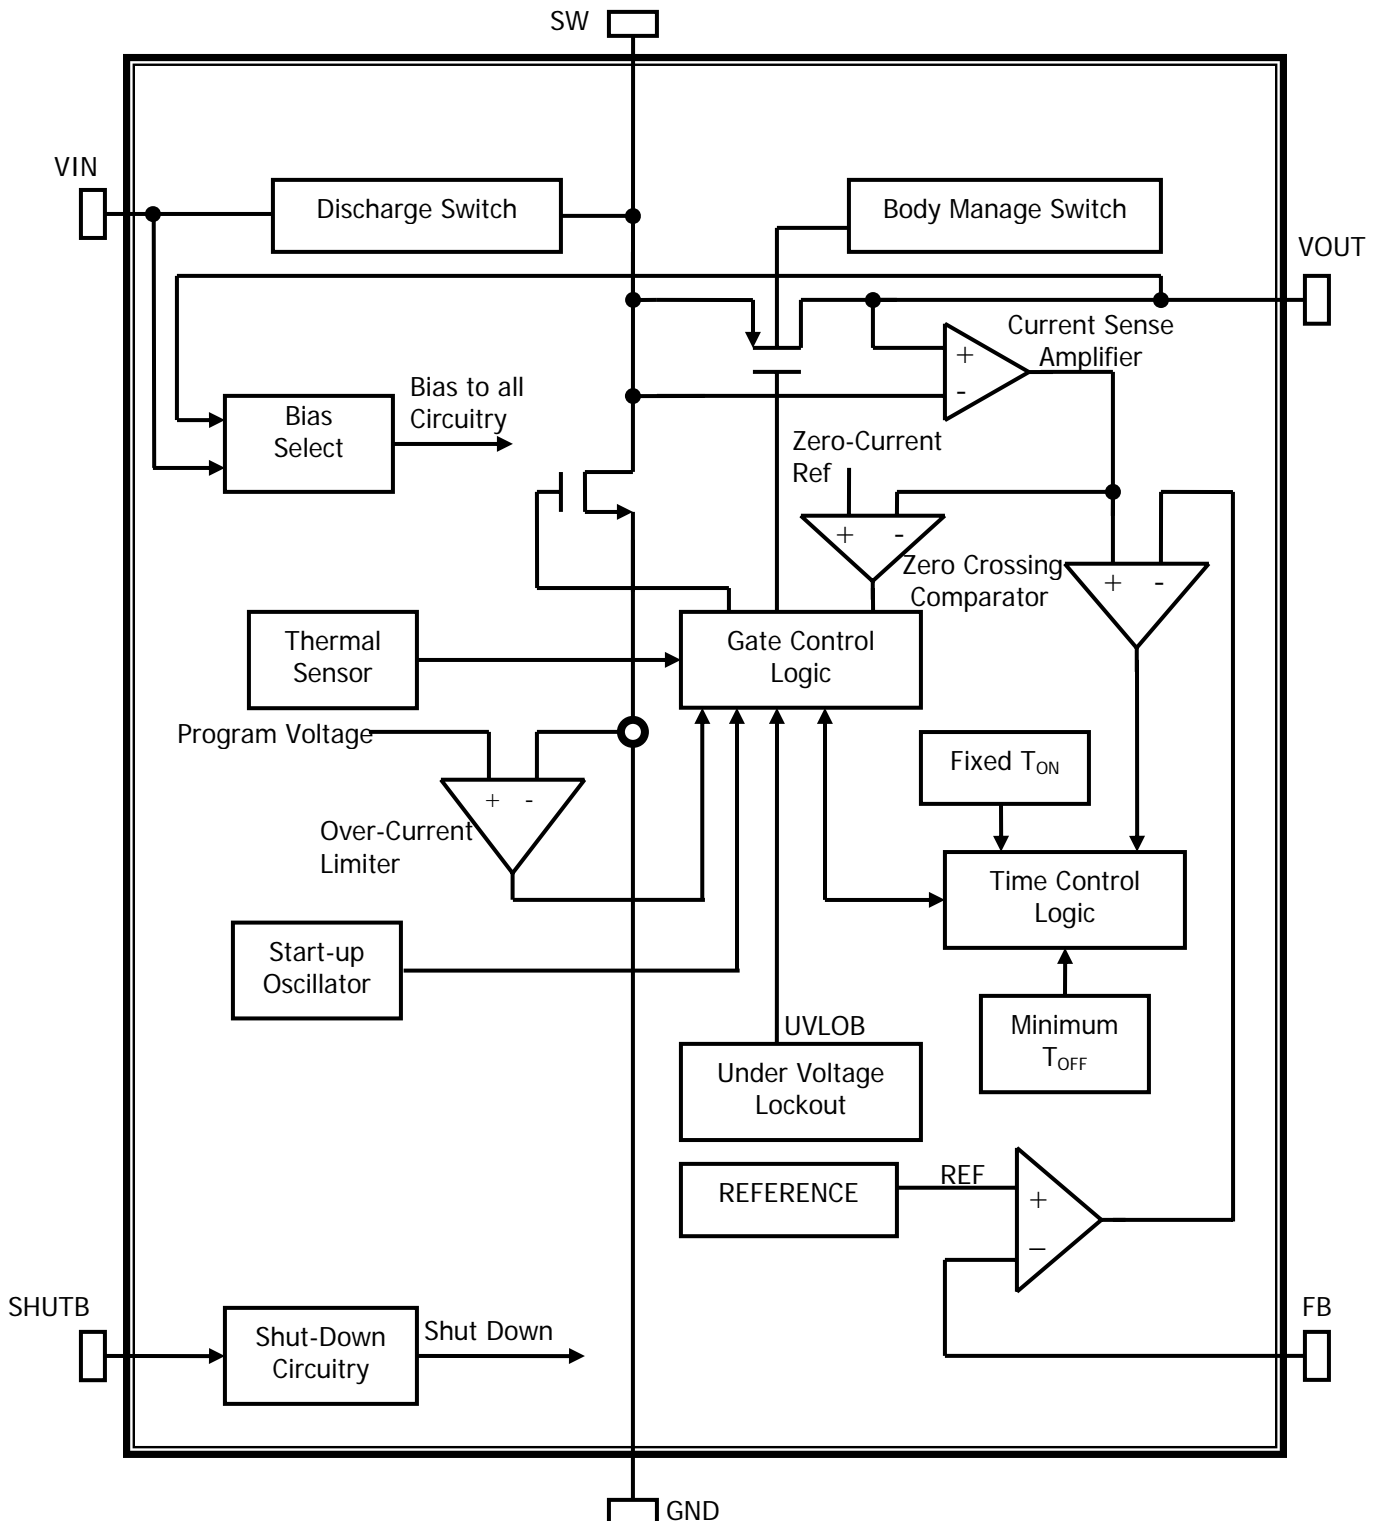 SW
VIN
Discharge Switch
Body Manage Switch
VOUT
Current Sense
Amplifier
+
-
Bias to all
Circuitry
Bias
Select
Zero-Current
Ref
+ -
Zero Crossing
Comparator
+ -
Thermal
Sensor
Gate Control
Logic
Program Voltage
Fixed TON
+ -
Over-Current
Limiter
Time Control
Logic
Start-up
Oscillator
Minimum
TOFF
UVLOB
Under Voltage
Lockout
REFERENCE
REF
+
−
SHUTB
Shut-Down
Circuitry
Shut Down
FB
GND